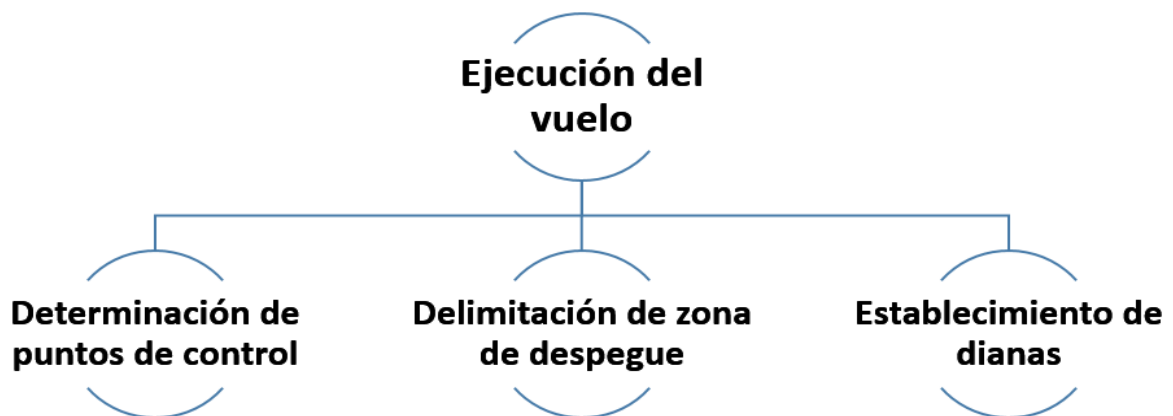 Ejecución del
vuelo
Determinación de
puntos de control
Delimitación de zona
de despegue
Establecimiento de
dianas